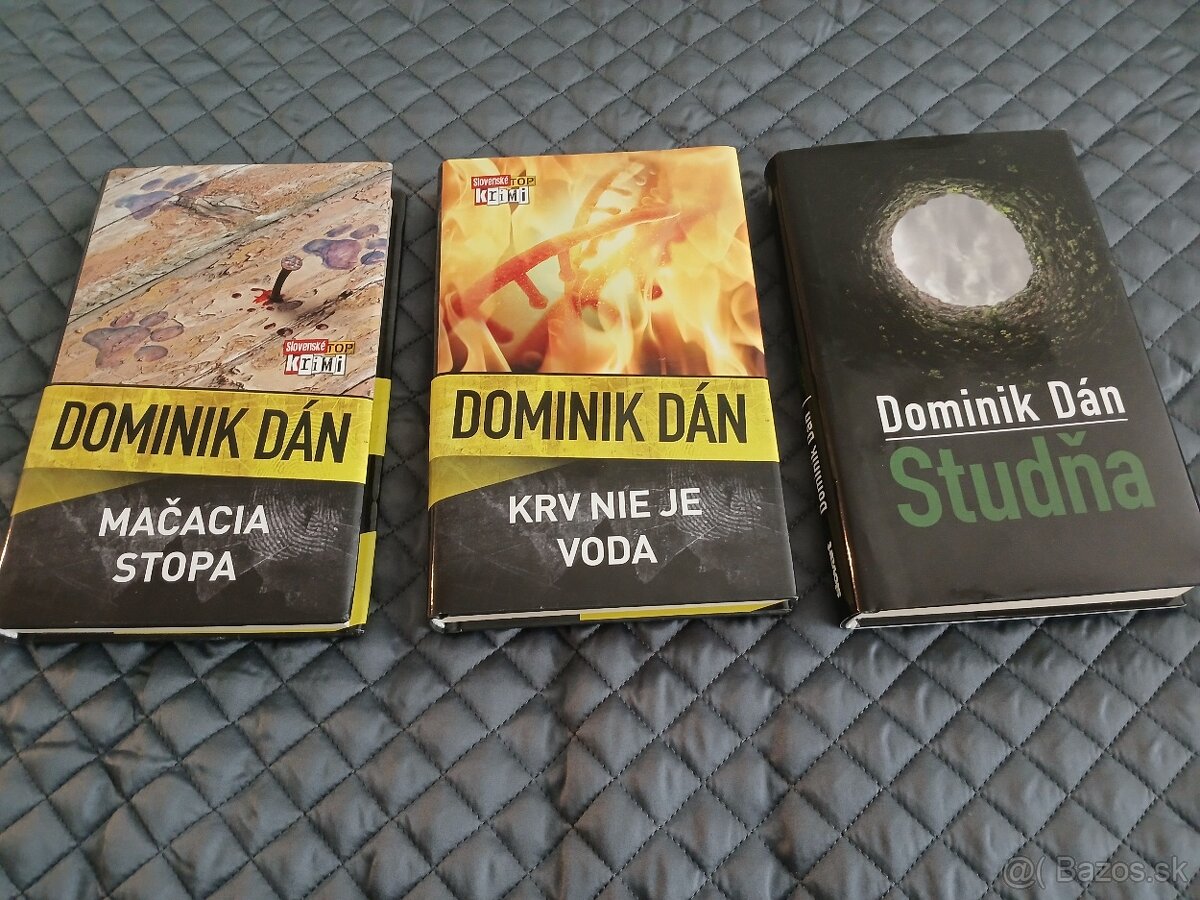 Slovenské TOP
KRIMI
DOMINIK DÁN
MAČACIA
STOPA
Slovenské TOP
KRIMI
DOMINIK DÁN
KRV NIE JE
VODA
Dominik Dán
Studňa
Dominik Dán
Slovart
@( Bazos.sk